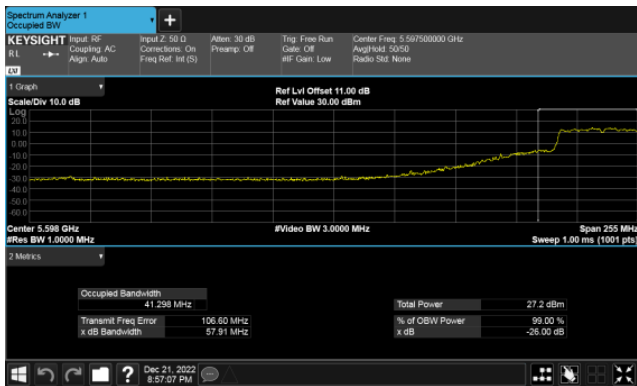 Spectrum Analyzer 1
Occupied BW
KEYSIGHT Input: RF Input Z: 50 Ω Atten: 30 dB Trig: Free Run Center Freq: 5.597500000 GHz
RL Coupling: AC Corrections: On Preamp: Off Gate: Off Avg|Hold: 50/50
Align: Auto Freq Ref: Int (S) #IF Gain: Low Radio Std: None
LXI
1 Graph
Ref Lvl Offset 11.00 dB
Scale/Div 10.0 dB Ref Value 30.00 dBm
Log
20.0
10.0
0.00
-10.0
-20.0
-30.0
-40.0
-50.0
-60.0
Center 5.598 GHz #Video BW 3.0000 MHz Span 255 MHz
#Res BW 1.0000 MHz Sweep 1.00 ms (1001 pts)
2 Metrics
Occupied Bandwidth
41.298 MHz Total Power 27.2 dBm
Transmit Freq Error 106.60 MHz % of OBW Power 99.00 %
x dB Bandwidth 57.91 MHz x dB -26.00 dB
Dec 21, 2022
8:57:07 PM